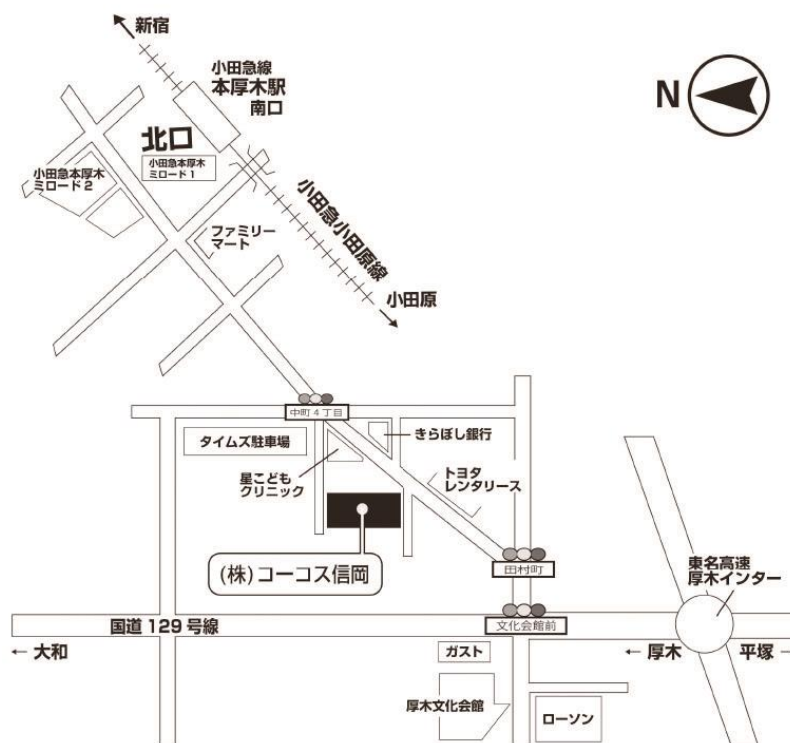 新宿
小田急線
本厚木駅
南口
N
北口
小田急本厚木
ミロード1
小田急本厚木
ミロード2
小田急小田原線
ファミリー
マート
小田原
中町4丁目
きらぼし銀行
タイムズ駐車場
星こども
クリニック
トヨタ
レンタリース
(株)コーコス信岡
田村町
東名高速
厚木インター
国道129号線
文化会館前
← 大和
← 厚木
平塚 →
ガスト
厚木文化会館
ローソン